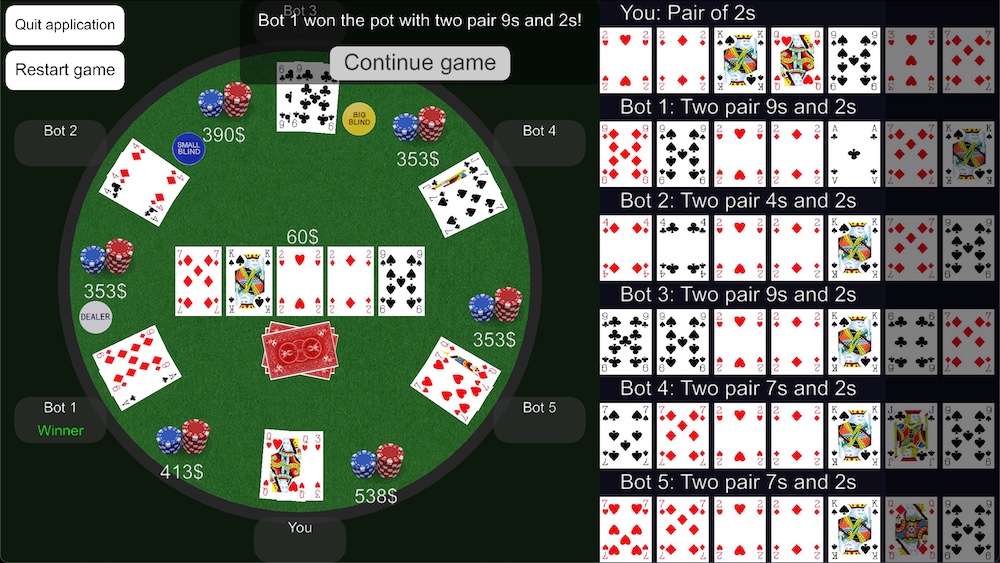 Quit application
Restart game
Bot 3
Bot 1 won the pot with two pair 9s and 2s!
Continue game
Bot 2
SMALL
BLIND
390$
BIG
BLIND
353$
Bot 4
60$
353$
DEALER
353$
Bot 1
Winner
413$
538$
Bot 5
You
You: Pair of 2s
Bot 1: Two pair 9s and 2s
Bot 2: Two pair 4s and 2s
Bot 3: Two pair 9s and 2s
Bot 4: Two pair 7s and 2s
Bot 5: Two pair 7s and 2s